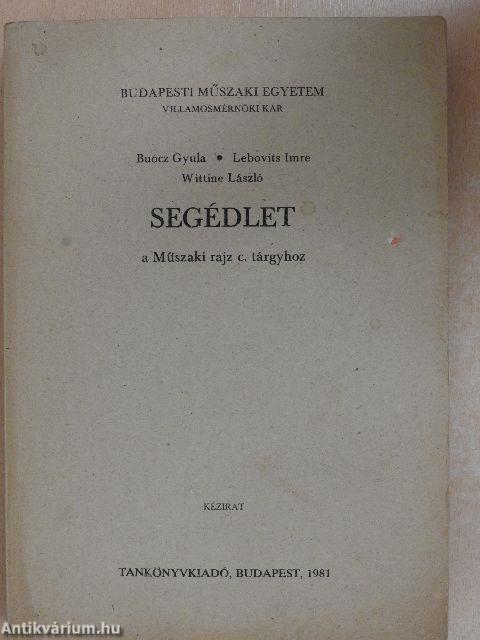 BUDAPESTI MŰSZAKI EGYETEM
VILLAMOSMÉRNÖKI KAR
Buócz Gyula • Lebovits Imre
Wittine László
SEGÉDLET
a Műszaki rajz c. tárgyhoz
KÉZIRAT
TANKÖNYVKIADÓ, BUDAPEST, 1981
Antikvárium.hu